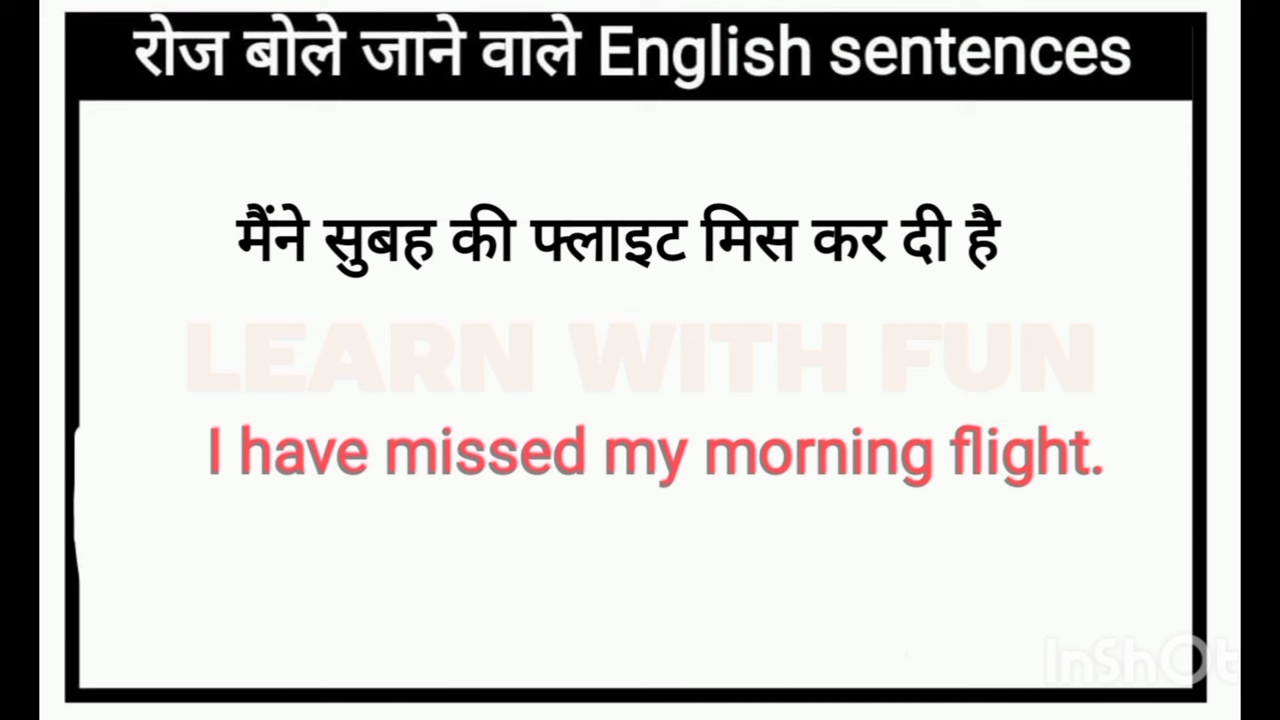 रोज बोले जाने वाले English sentences
मैंने सुबह की फ्लाइट मिस कर दी है
LEARN WITH FUN
I have missed my morning flight.
InShOt